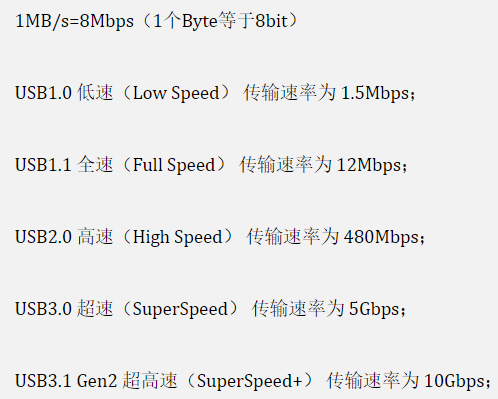 1MB/s=8Mbps（1个Byte等于8bit）
USB1.0 低速（Low Speed） 传输速率为 1.5Mbps；
USB1.1 全速（Full Speed） 传输速率为 12Mbps；
USB2.0 高速（High Speed） 传输速率为 480Mbps；
USB3.0 超速（SuperSpeed） 传输速率为 5Gbps；
USB3.1 Gen2 超高速（SuperSpeed+） 传输速率为 10Gbps；